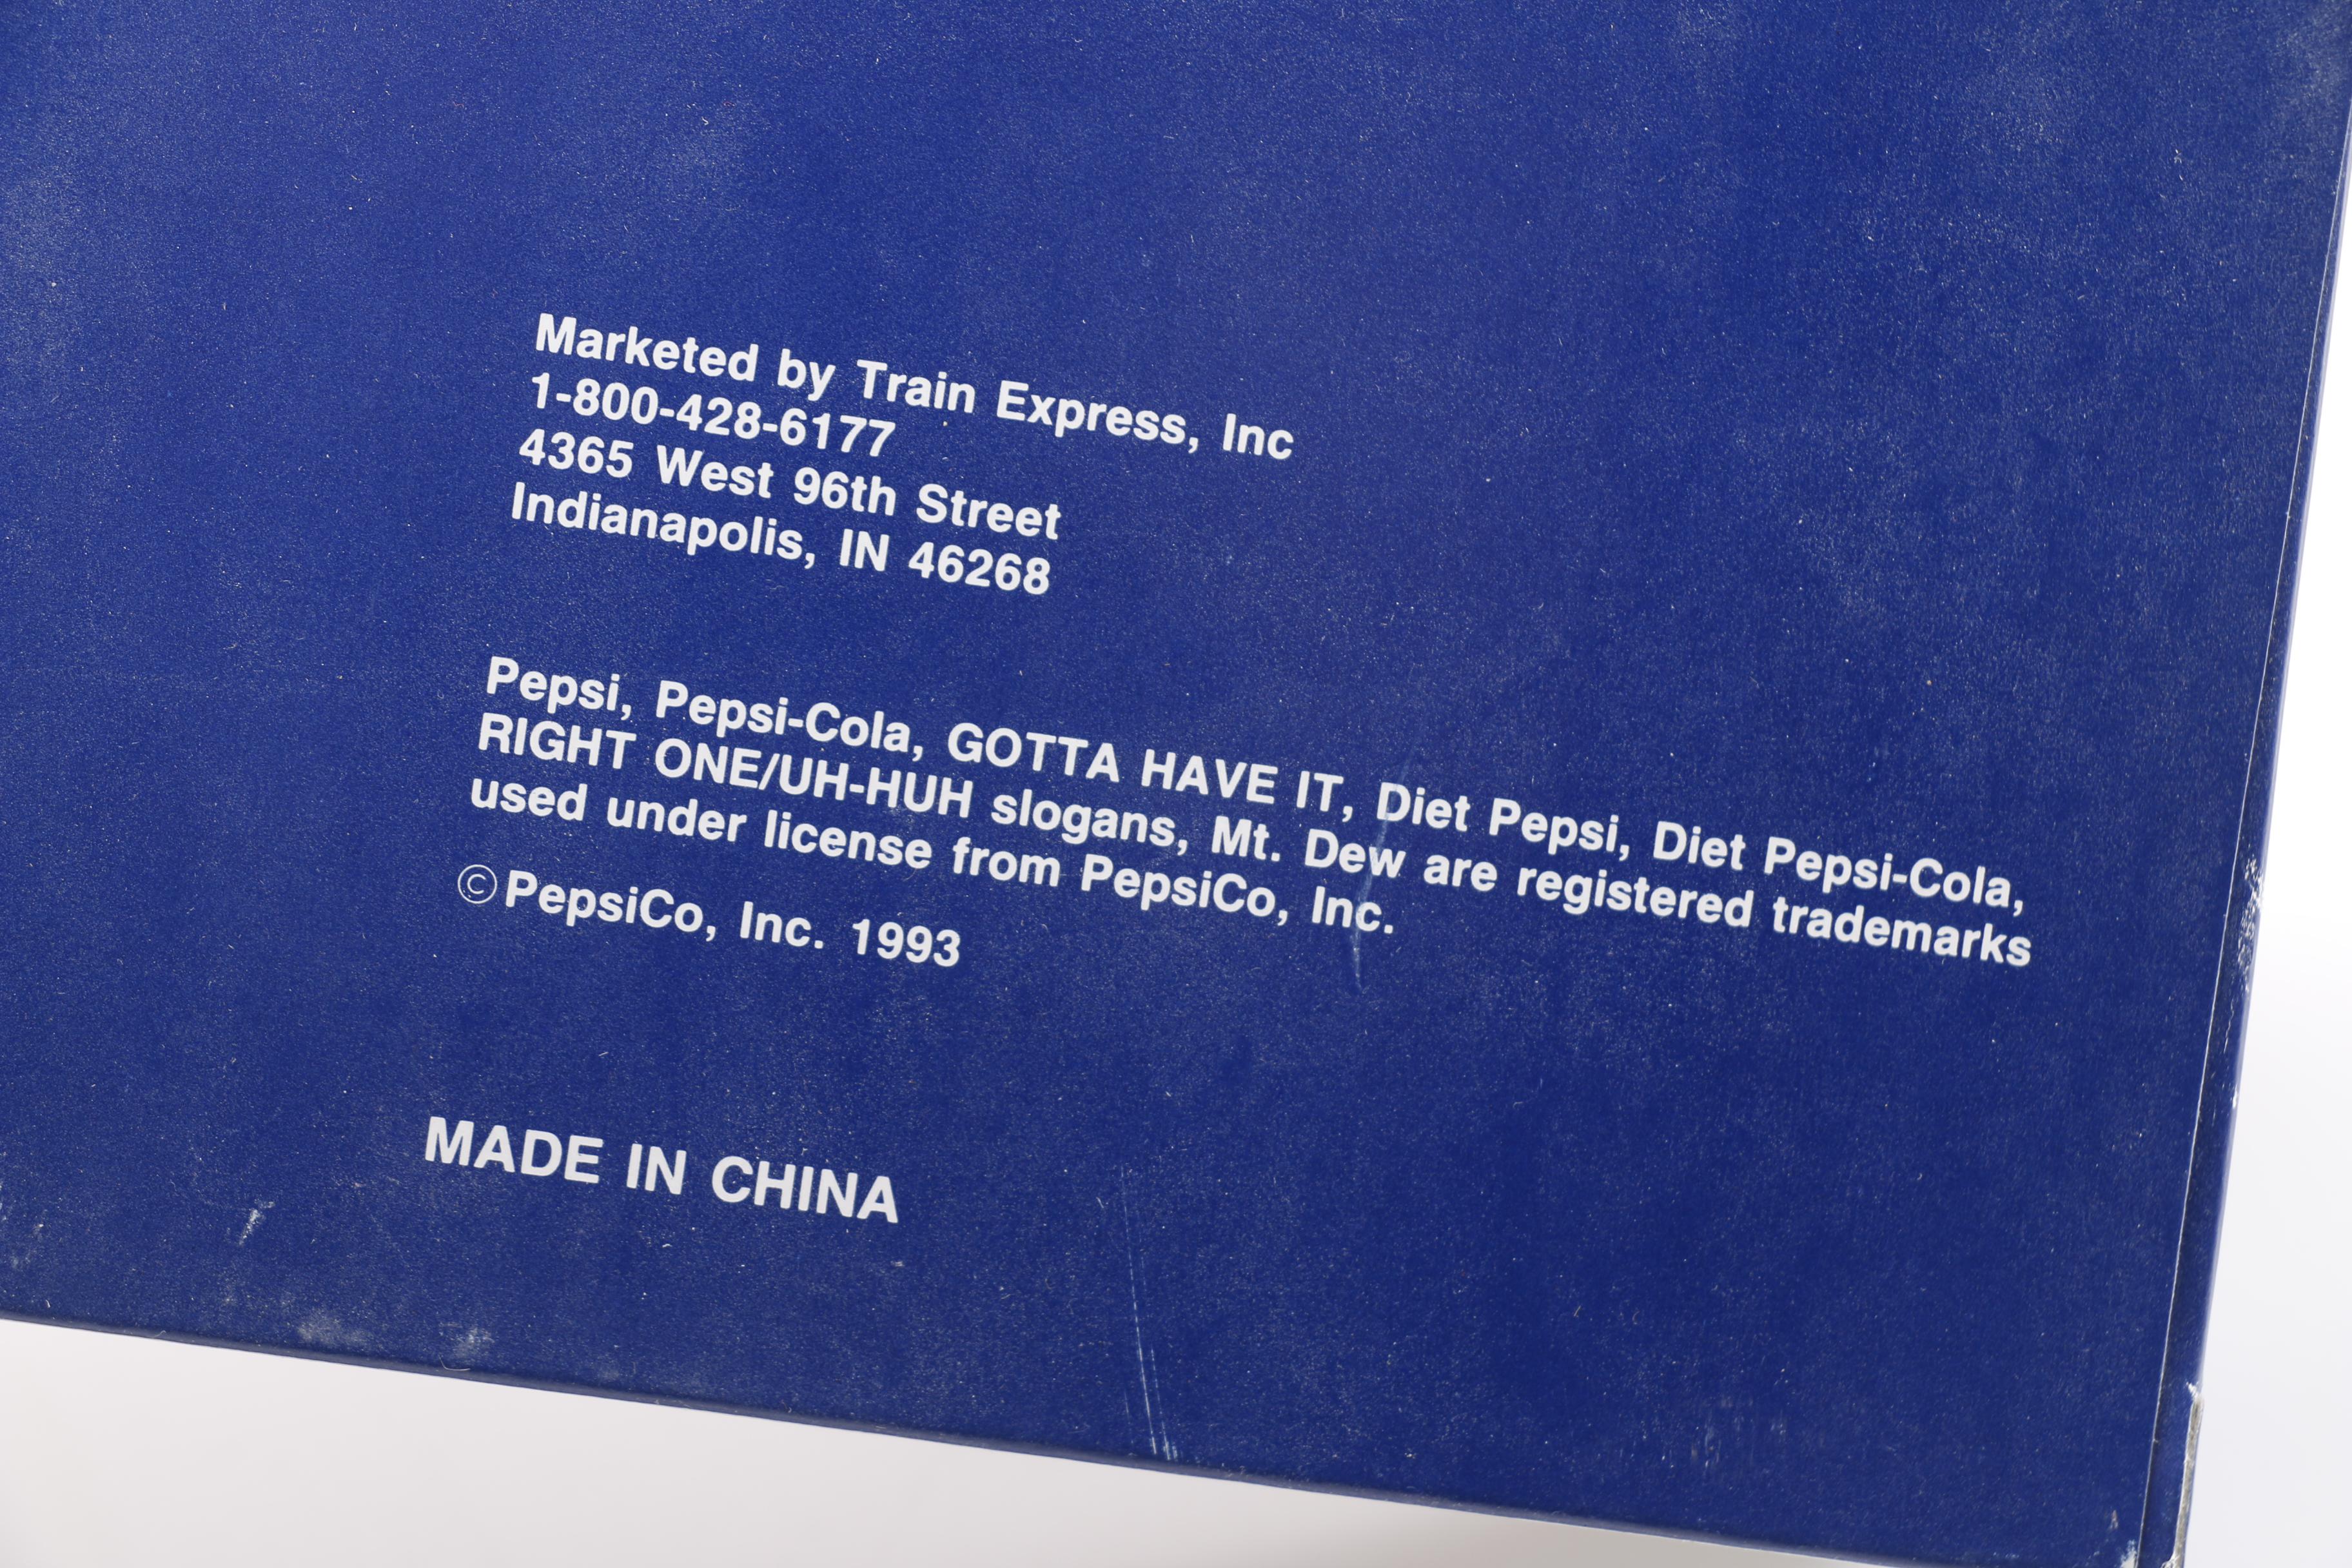 Marketed by Train Express, Inc
1-800-428-6177
4365 West 96th Street
Indianapolis, IN 46268
Pepsi, Pepsi-Cola, GOTTA HAVE IT, Diet Pepsi, Diet Pepsi-Cola,
RIGHT ONE/UH-HUH slogans, Mt. Dew are registered trademarks
used under license from PepsiCo, Inc.
©PepsiCo, Inc. 1993
MADE IN CHINA